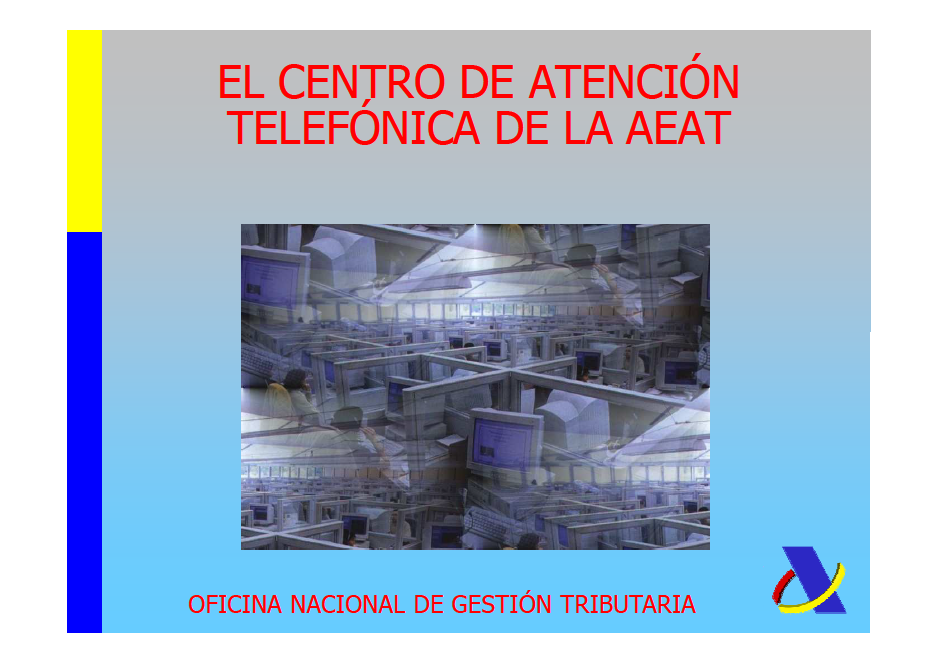 EL CENTRO DE ATENCIÓN
TELEFÓNICA DE LA AEAT
OFICINA NACIONAL DE GESTIÓN TRIBUTARIA